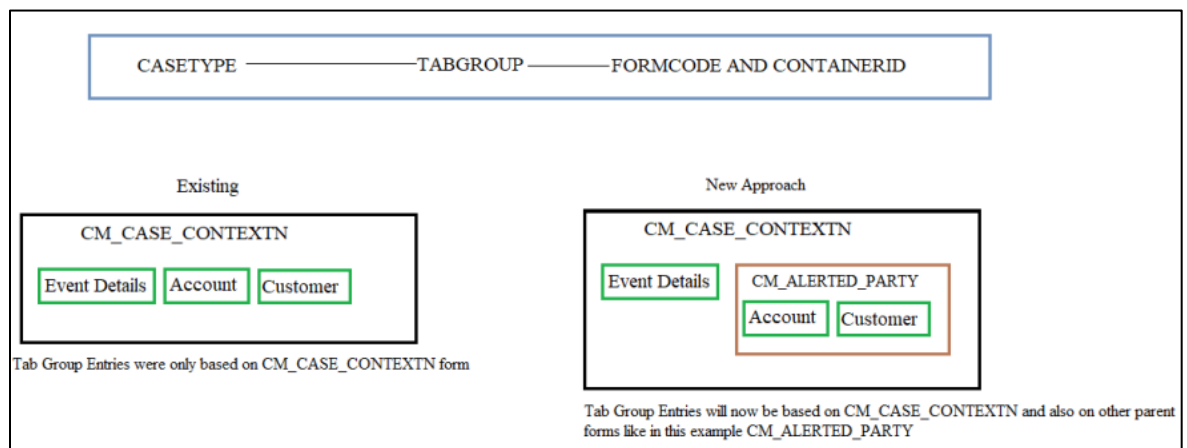 CASETYPE TABGROUP FORMCODE AND CONTAINERID
Existing
CM_CASE_CONTEXTN
Event Details Account Customer
Tab Group Entries were only based on CM_CASE_CONTEXTN form
New Approach
CM_CASE_CONTEXTN
Event Details
CM_ALERTED_PARTY
Account Customer
Tab Group Entries will now be based on CM_CASE_CONTEXTN and also on other parent
forms like in this example CM_ALERTED_PARTY